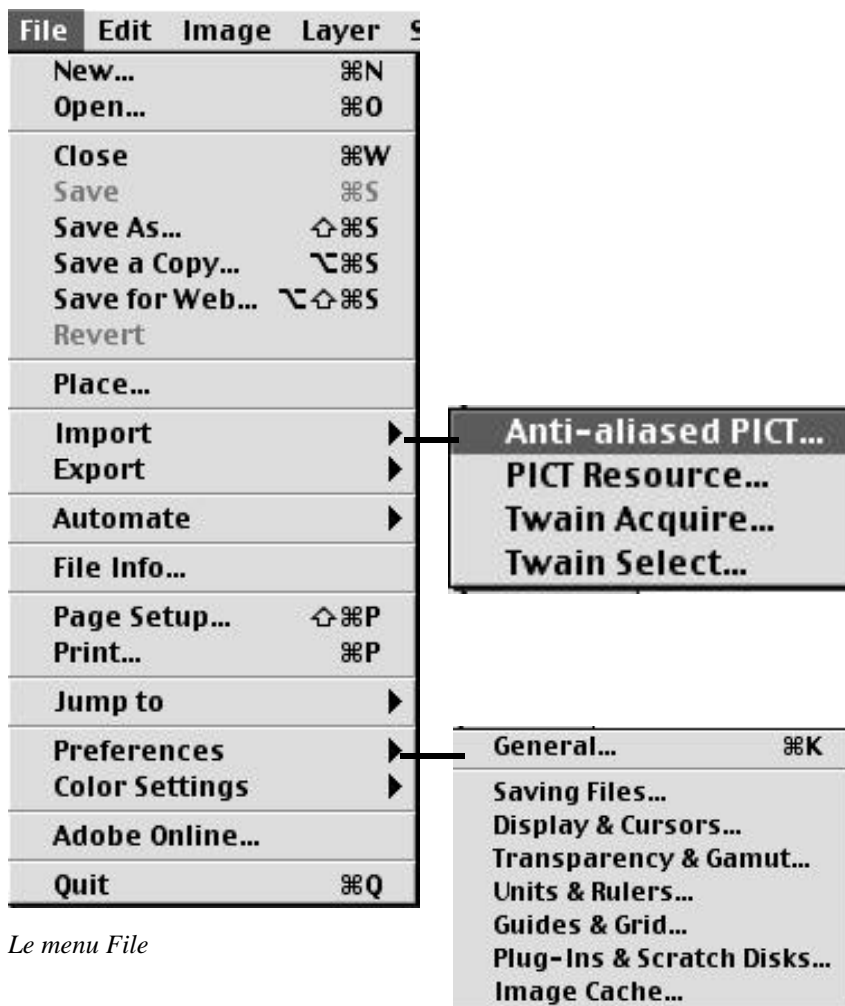 File Edit Image Layer S
New... ⌘N
Open... ⌘O
Close ⌘W
Save ⌘S
Save As... ⇧⌘S
Save a Copy... ⌥⌘S
Save for Web... ⌥⇧⌘S
Revert
Place...
Import
Export
Automate
File Info...
Page Setup... ⇧⌘P
Print... ⌘P
Jump to
Preferences
Color Settings
Adobe Online...
Quit ⌘Q
Le menu File
Anti-aliased PICT...
PICT Resource...
Twain Acquire...
Twain Select...
General... ⌘K
Saving Files...
Display & Cursors...
Transparency & Gamut...
Units & Rulers...
Guides & Grid...
Plug-Ins & Scratch Disks...
Image Cache...